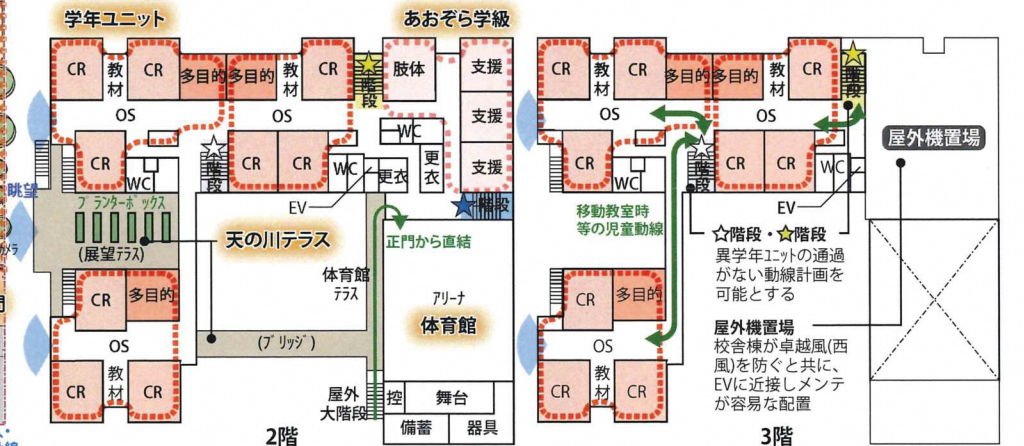 学年ユニット
あおぞら学級
CR
教材
CR
多目的
多目的
教材
CR
☆階段
肢体
支援
OS
OS
支援
CR
☆階段
CR
CR
WC
更衣
支援
WC
WC
更衣
EV
★階段
眺望
プランターボックス
(展望テラス)
天の川テラス
正門から直結
体育館
テラス
アリーナ
体育館
CR
多目的
OS
(ブリッジ)
CR
教材
CR
屋外
大階段
控
舞台
備蓄
器具
2階
CR
教材
CR
多目的
多目的
教材
CR
☆階段
OS
OS
CR
☆階段
CR
CR
WC
WC
EV
屋外機置場
移動教室時
等の児童動線
☆階段・☆階段
異学年ユニットの通過
がない動線計画を
可能とする
CR
多目的
OS
CR
教材
CR
屋外機置場
校舎棟が卓越風(西
風)を防ぐと共に、
EVに近接しメンテ
が容易な配置
3階